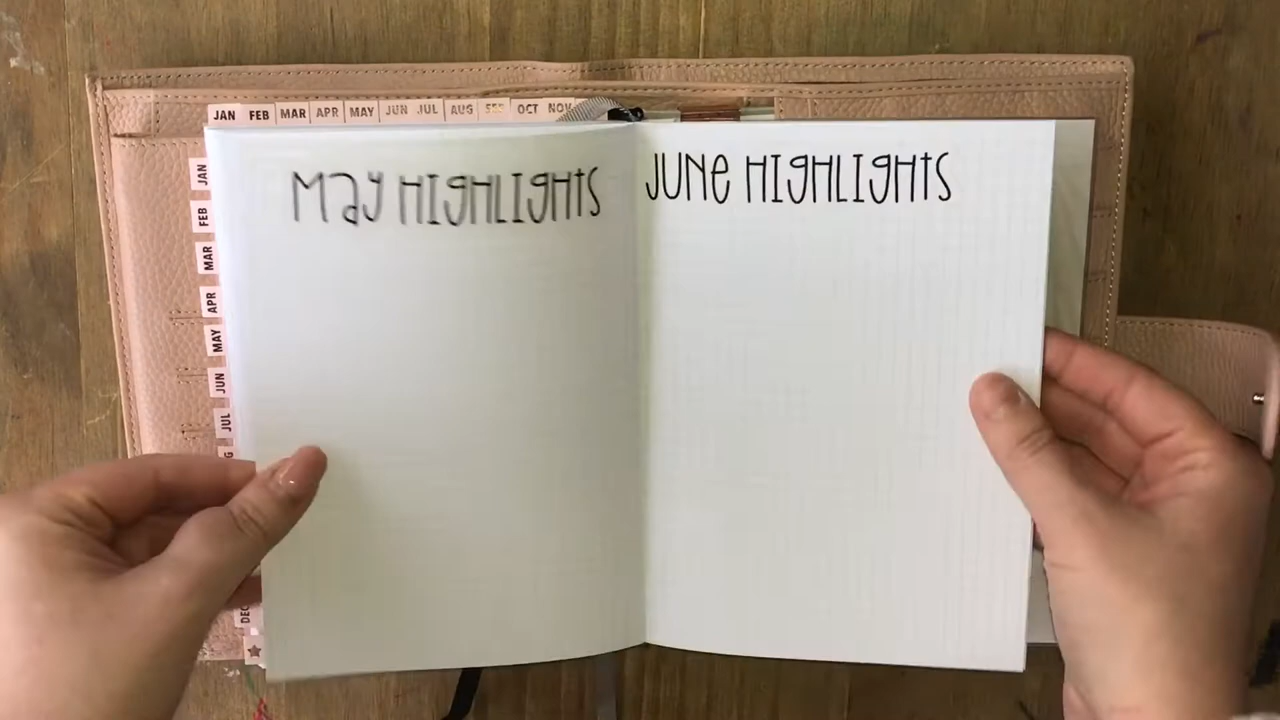 JAN FEB MAR APR MAY JUN JUL AUG SEP OCT NOV
May HIGHLIGHTS
June HIGHLIGHTS
JAN
FEB
MAR
APR
MAY
JUN
JUL
DEC